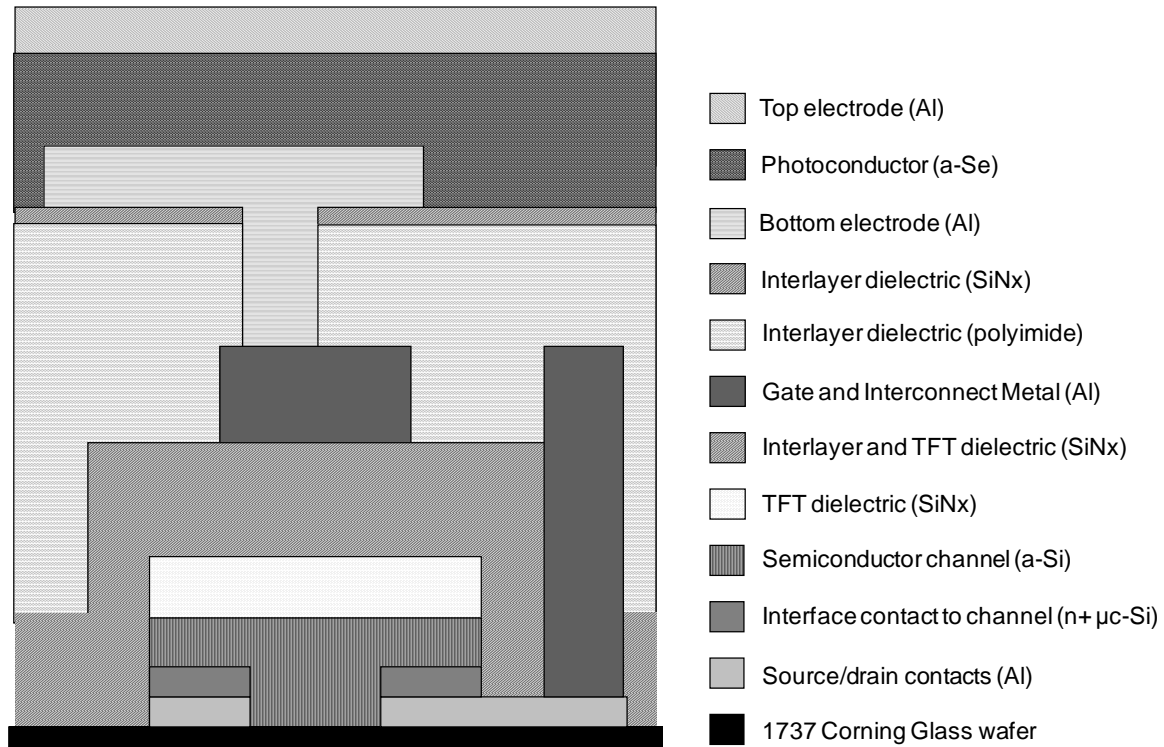 Top electrode (Al)
Photoconductor (a-Se)
Bottom electrode (Al)
Interlayer dielectric (SiNx)
Interlayer dielectric (polyimide)
Gate and Interconnect Metal (Al)
Interlayer and TFT dielectric (SiNx)
TFT dielectric (SiNx)
Semiconductor channel (a-Si)
Interface contact to channel (n+ µc-Si)
Source/drain contacts (Al)
1737 Corning Glass wafer